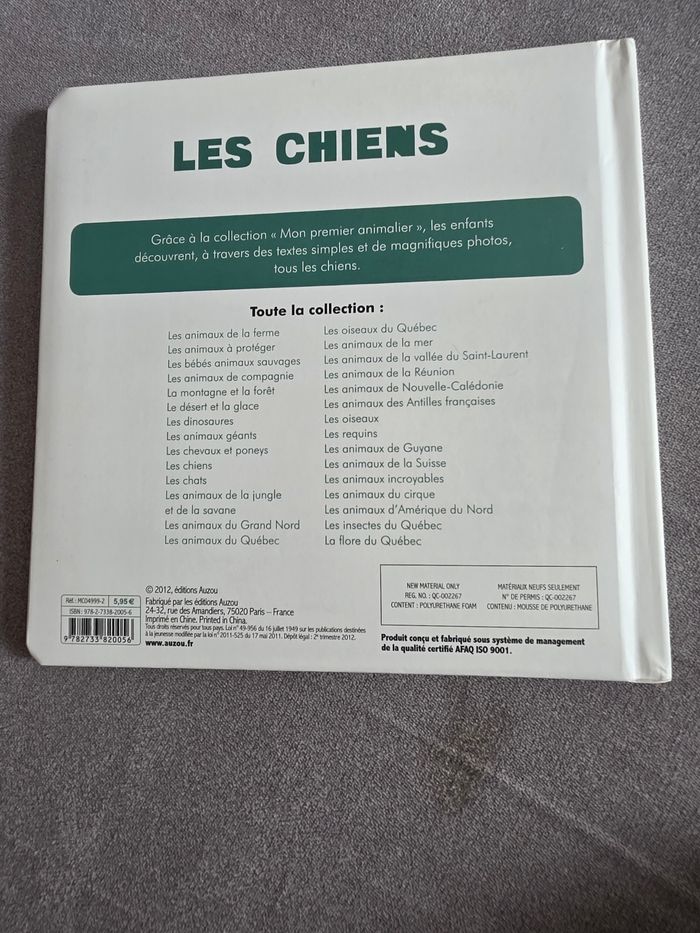 LES CHIENS
Grâce à la collection « Mon premier animalier », les enfants
découvrent, à travers des textes simples et de magnifiques photos,
tous les chiens.
Toute la collection :
Les animaux de la ferme
Les animaux à protéger
Les bébés animaux sauvages
Les animaux de compagnie
La montagne et la forêt
Le désert et la glace
Les dinosaures
Les animaux géants
Les chevaux et poneys
Les chiens
Les chats
Les animaux de la jungle
et de la savane
Les animaux du Grand Nord
Les animaux du Québec
Les oiseaux du Québec
Les animaux de la mer
Les animaux de la vallée du Saint-Laurent
Les animaux de la Réunion
Les animaux de Nouvelle-Calédonie
Les animaux des Antilles françaises
Les oiseaux
Les requins
Les animaux de Guyane
Les animaux de la Suisse
Les animaux incroyables
Les animaux du cirque
Les animaux d'Amérique du Nord
Les insectes du Québec
La flore du Québec
Réf.: MC04999-2 5,95 €
ISBN : 978-2-7338-2005-6
9 782733 820056
© 2012, éditions Auzou
Fabriqué par les éditions Auzou
24-32, rue des Amandiers, 75020 Paris – France
Imprimé en Chine. Printed in China.
Tous droits réservés pour tous pays. Loi n° 49-956 du 16 juillet 1949 sur les publications destinées
à la jeunesse modifiée par la loi n° 2011-525 du 17 mai 2011. Dépôt légal : 2e trimestre 2012.
www.auzou.fr
NEW MATERIAL ONLY
REG. NO. : QC-002267
CONTENT : POLYURETHANE FOAM
MATÉRIAUX NEUFS SEULEMENT
N° DE PERMIS : QC-002267
CONTENU : MOUSSE DE POLYURETHANE
Produit conçu et fabriqué sous système de management
de la qualité certifié AFAQ ISO 9001.